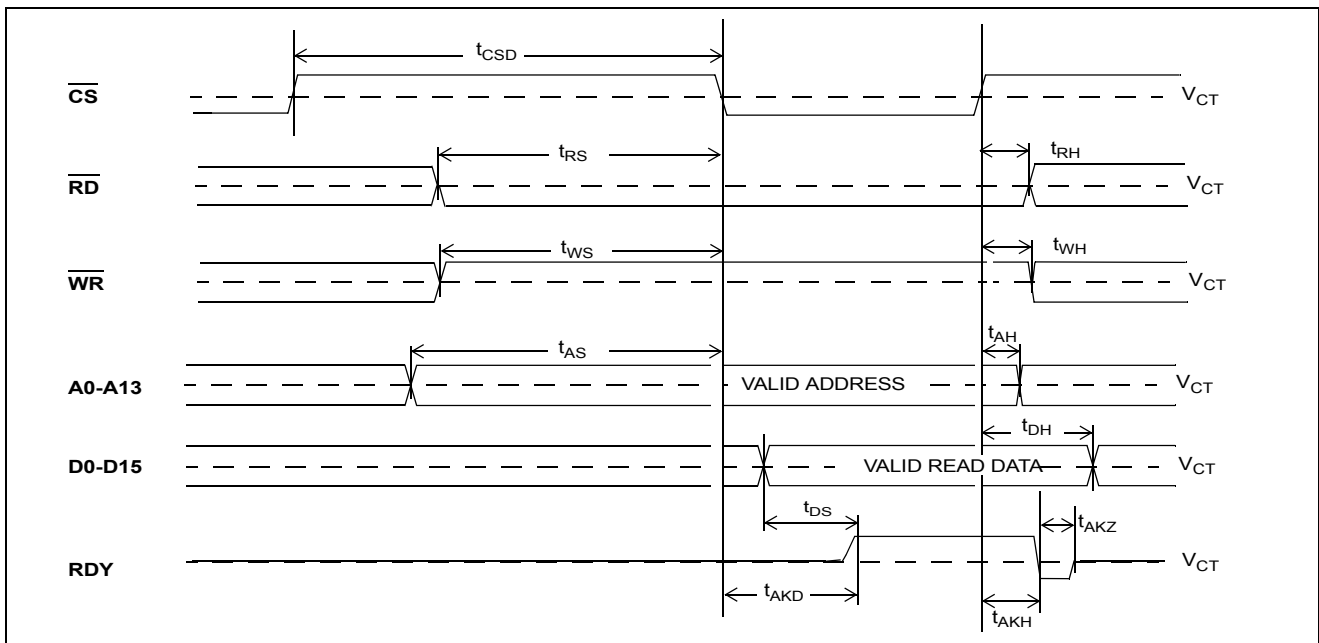 tCSD
CS
VCT
tRS
tRH
RD
VCT
tWS
tWH
WR
VCT
tAS
tAH
A0-A13
VALID ADDRESS
VCT
tDH
D0-D15
VALID READ DATA
VCT
tDS
tAKZ
RDY
VCT
tAKD
tAKH